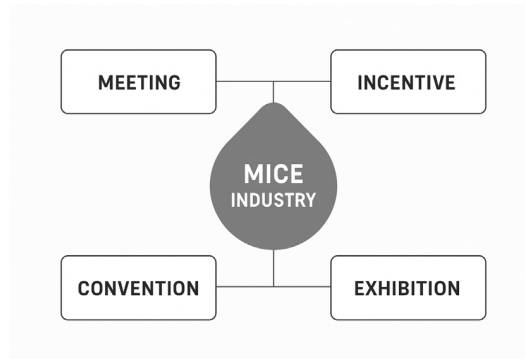 MEETING
INCENTIVE
MICE
INDUSTRY
CONVENTION
EXHIBITION